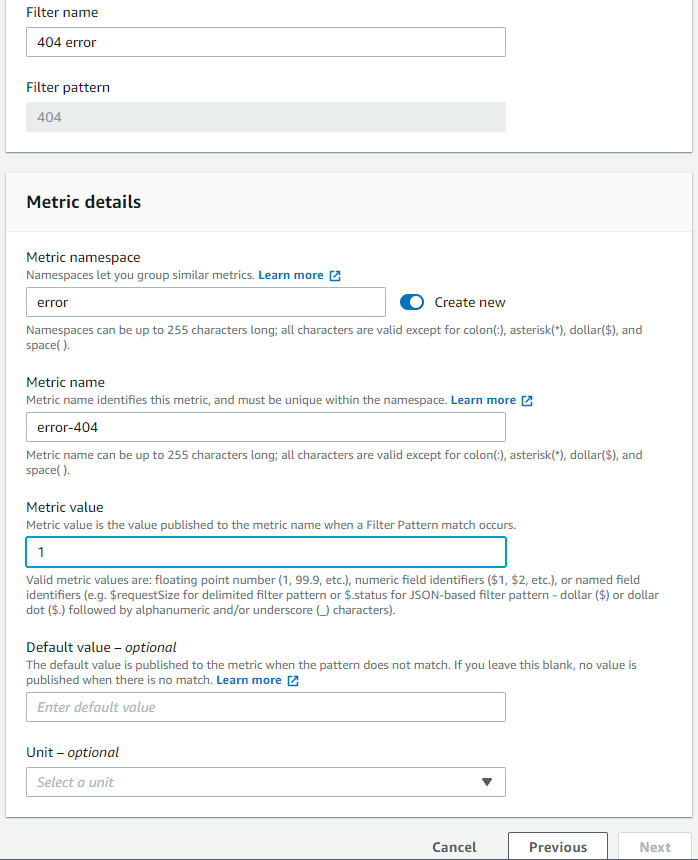 Filter name
404 error
Filter pattern
404
Metric details
Metric namespace
Namespaces let you group similar metrics. Learn more
error
Create new
Namespaces can be up to 255 characters long; all characters are valid except for colon(:), asterisk(*), dollar($), and
space( ).
Metric name
Metric name identifies this metric, and must be unique within the namespace. Learn more
error-404
Metric name can be up to 255 characters long; all characters are valid except for colon(:), asterisk(*), dollar($), and
space( ).
Metric value
Metric value is the value published to the metric name when a Filter Pattern match occurs.
1
Valid metric values are: floating point number (1, 99.9, etc.), numeric field identifiers ($1, $2, etc.), or named field
identifiers (e.g. $requestSize for delimited filter pattern or $.status for JSON-based filter pattern - dollar ($) or dollar
dot ($.) followed by alphanumeric and/or underscore (_) characters).
Default value – optional
The default value is published to the metric when the pattern does not match. If you leave this blank, no value is
published when there is no match. Learn more
Enter default value
Unit – optional
Select a unit
Cancel
Previous
Next